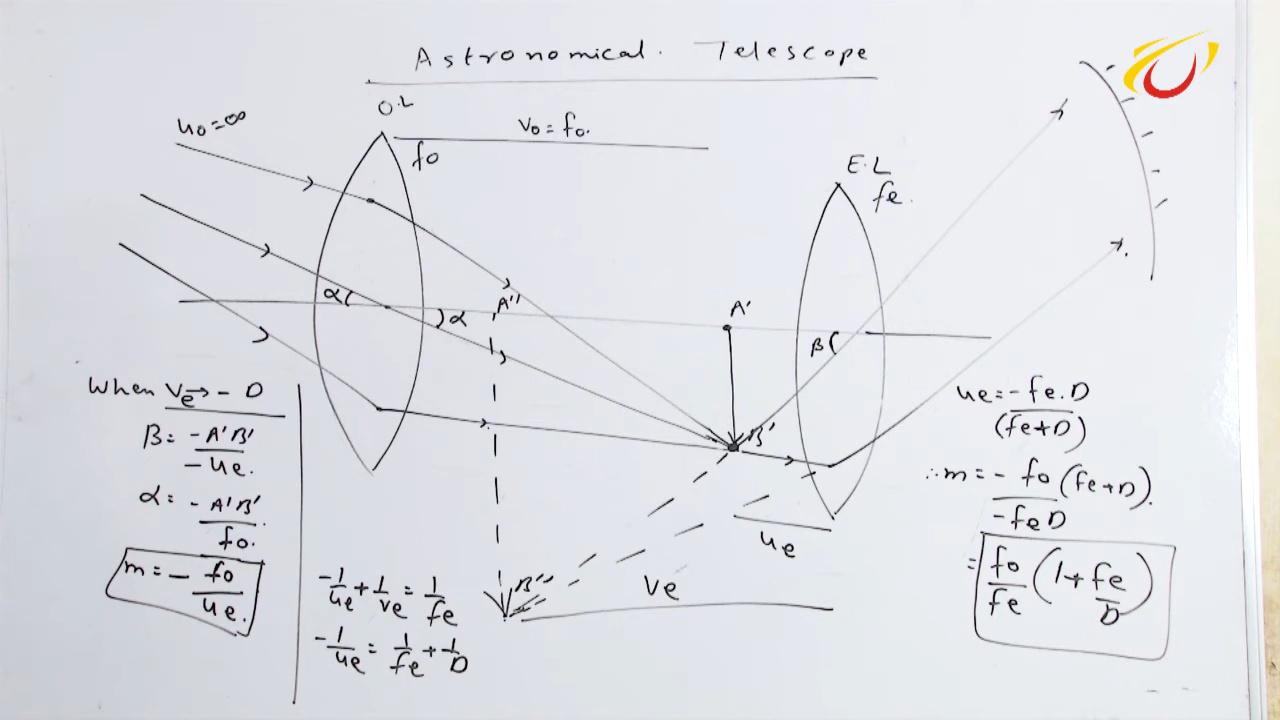 Astronomical. Telescope
O.L
u₀=∞
v₀=f₀.
f₀
E.L
fe.
α
α
A''
A'
β
B'
B''
ue
ve
When ve→ - D
β= -A'B'/-ue.
α= -A'B'/f₀.
m= - f₀/ue.
-1/ue + 1/ve = 1/fe
-1/ue = 1/fe + 1/D
ue = -fe.D/(fe+D)
∴m= - f₀(fe+D)./-feD
= f₀/fe (1+ fe/D)